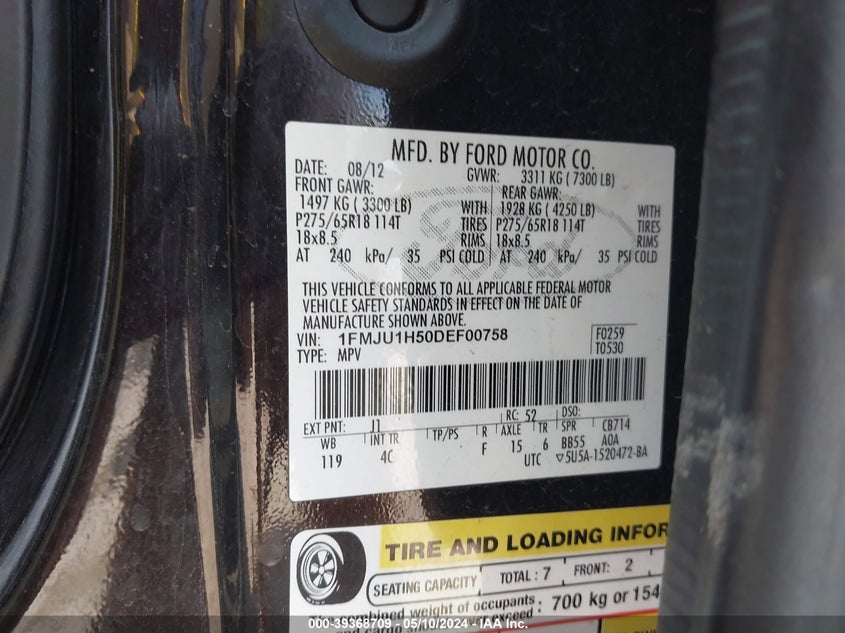 MFD. BY FORD MOTOR CO.
DATE: 08/12 GVWR: 3311 KG ( 7300 LB)
FRONT GAWR: REAR GAWR:
1497 KG ( 3300 LB) WITH 1928 KG ( 4250 LB) WITH
P275/65R18 114T TIRES P275/65R18 114T TIRES
18x8.5 RIMS 18x8.5 RIMS
AT 240 kPa/ 35 PSI COLD AT 240 kPa/ 35 PSI COLD
Ford
THIS VEHICLE CONFORMS TO ALL APPLICABLE FEDERAL MOTOR
VEHICLE SAFETY STANDARDS IN EFFECT ON THE DATE OF
MANUFACTURE SHOWN ABOVE.
VIN: 1FMJU1H50DEF00758 F0259
TYPE: MPV T0530
RC: 52 DSO:
EXT PNT: J1 CB714
WB INT TR TP/PS R AXLE TR SPR
119 4C F 15 6 BB55 A0A
UTC ▽5U5A-1520472-BA
TIRE AND LOADING INFOR
SEATING CAPACITY TOTAL : 7 FRONT: 2
combined weight of occupants : 700 kg or 154
000-39368709 - 05/10/2024 - IAA Inc.